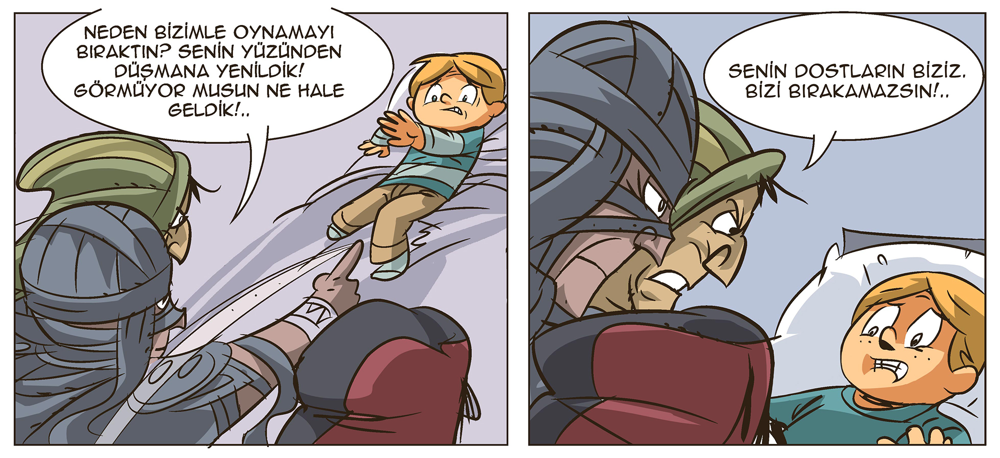 NEDEN BİZİMLE OYNAMAYI
BIRAKTIN? SENİN YÜZÜNDEN
DÜŞMANA YENİLDİK!
GÖRMÜYOR MUSUN NE HALE
GELDİK!..
SENİN DOSTLARIN BİZİZ.
BİZİ BIRAKAMAZSIN!..